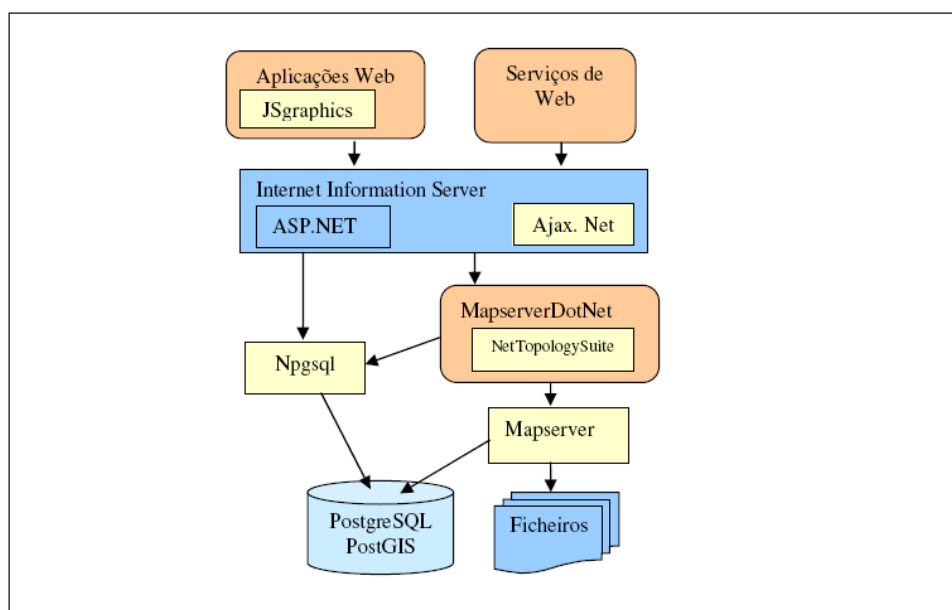 Aplicações Web
JSgraphics
Serviços de
Web
Internet Information Server
ASP.NET
Ajax. Net
MapserverDotNet
NetTopologySuite
Npgsql
Mapserver
PostgreSQL
PostGIS
Ficheiros